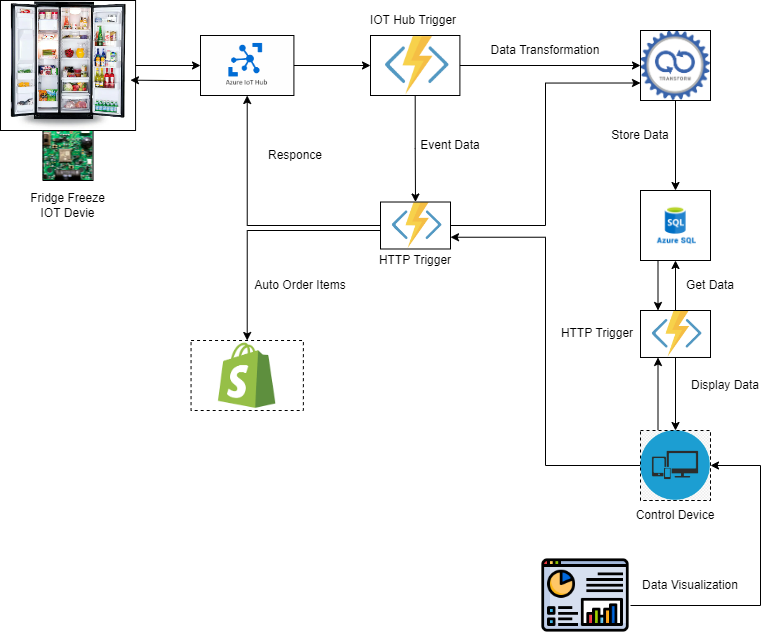 IOT Hub Trigger
Data Transformation
Azure IoT Hub
TRANSFORM
Responce
Event Data
Store Data
Fridge Freeze
IOT Devie
SQL
Azure SQL
HTTP Trigger
Auto Order Items
Get Data
HTTP Trigger
S
Display Data
Control Device
Data Visualization